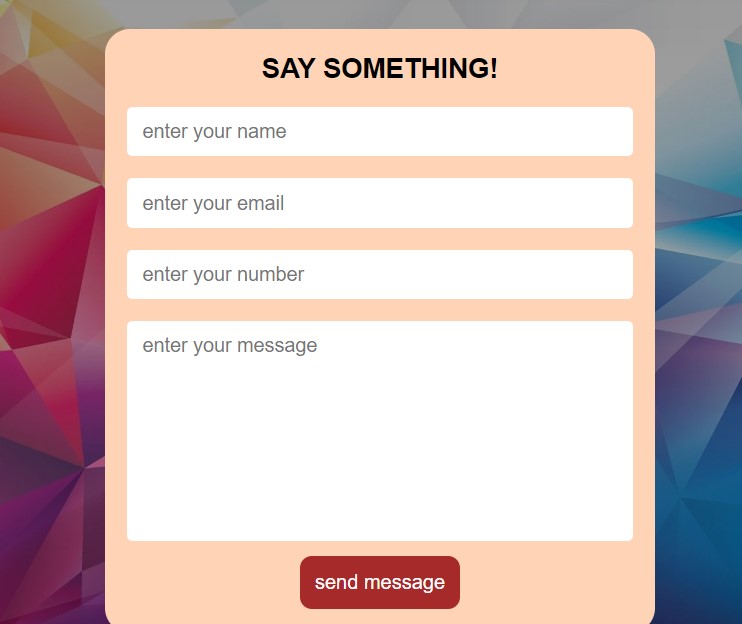 SAY SOMETHING!
enter your name
enter your email
enter your number
enter your message
send message